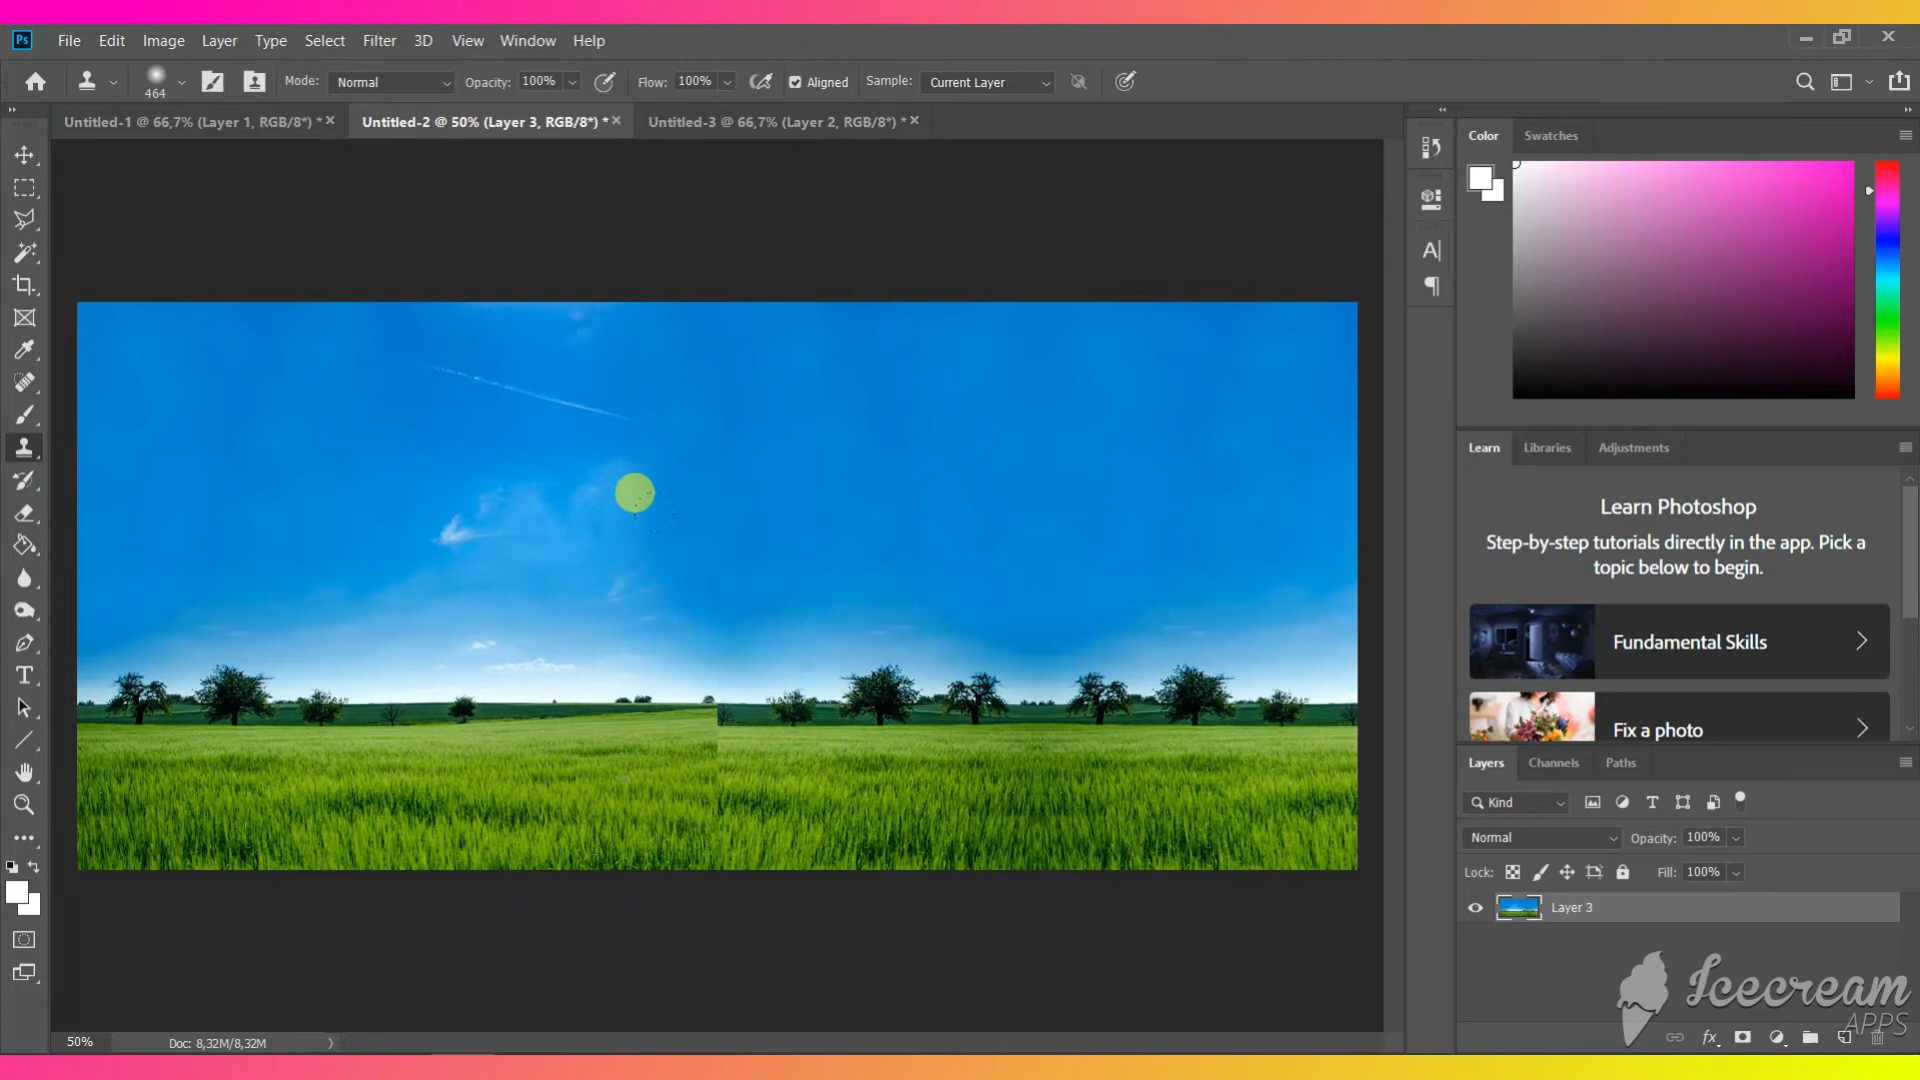 Ps File Edit Image Layer Type Select Filter 3D View Window Help
464 Mode: Normal Opacity: 100% Flow: 100% Aligned Sample: Current Layer
Untitled-1 @ 66,7% (Layer 1, RGB/8*) * Untitled-2 @ 50% (Layer 3, RGB/8*) * Untitled-3 @ 66,7% (Layer 2, RGB/8*) *
Color Swatches
Learn Libraries Adjustments
Learn Photoshop
Step-by-step tutorials directly in the app. Pick a
topic below to begin.
Fundamental Skills
Fix a photo
Layers Channels Paths
Kind
Normal Opacity: 100%
Lock: Fill: 100%
Layer 3
Icecream
APPS
50% Doc: 8,32M/8,32M